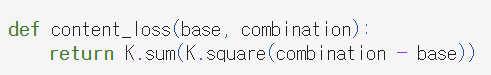 def content_loss(base, combination):
    return K.sum(K.square(combination - base))